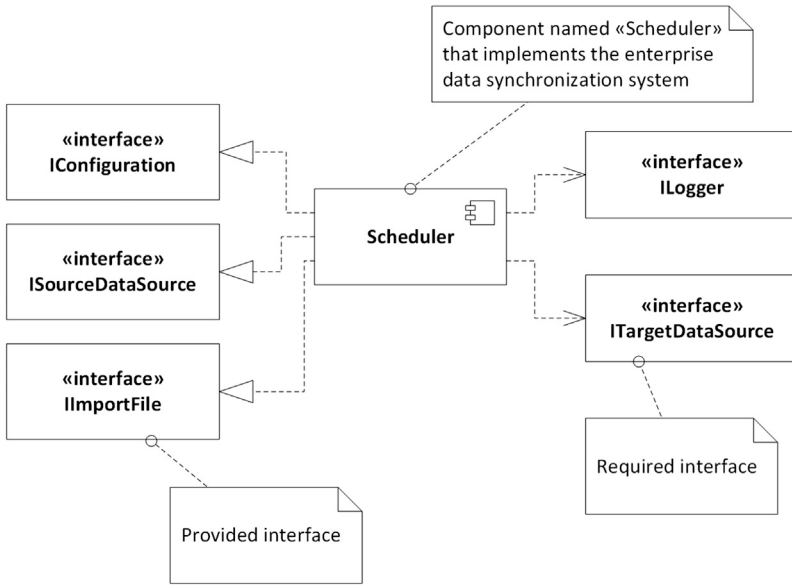 Component named «Scheduler»
that implements the enterprise
data synchronization system
«interface»
IConfiguration
«interface»
ILogger
Scheduler
«interface»
ISourceDataSource
«interface»
ITargetDataSource
«interface»
IImportFile
Required interface
Provided interface